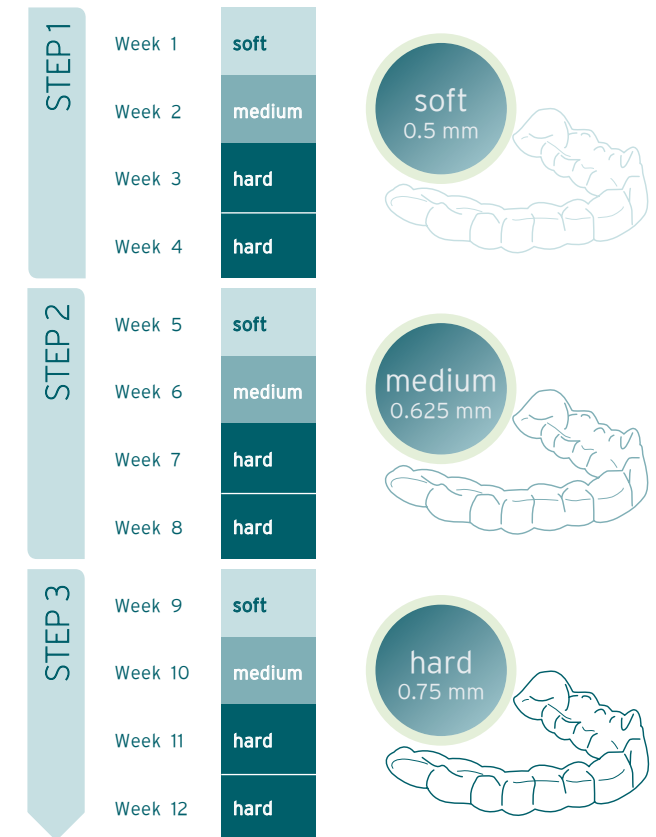 STEP 1
Week 1 soft
Week 2 medium
Week 3 hard
Week 4 hard
soft
0.5 mm
STEP 2
Week 5 soft
Week 6 medium
Week 7 hard
Week 8 hard
medium
0.625 mm
STEP 3
Week 9 soft
Week 10 medium
Week 11 hard
Week 12 hard
hard
0.75 mm